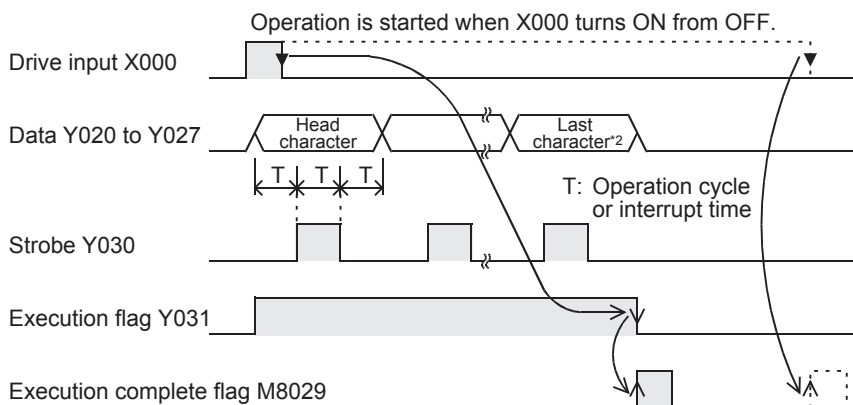 Operation is started when X000 turns ON from OFF.
Drive input X000
Data Y020 to Y027
Head
character
Last
character*2
T T T
T: Operation cycle
or interrupt time
Strobe Y030
Execution flag Y031
Execution complete flag M8029